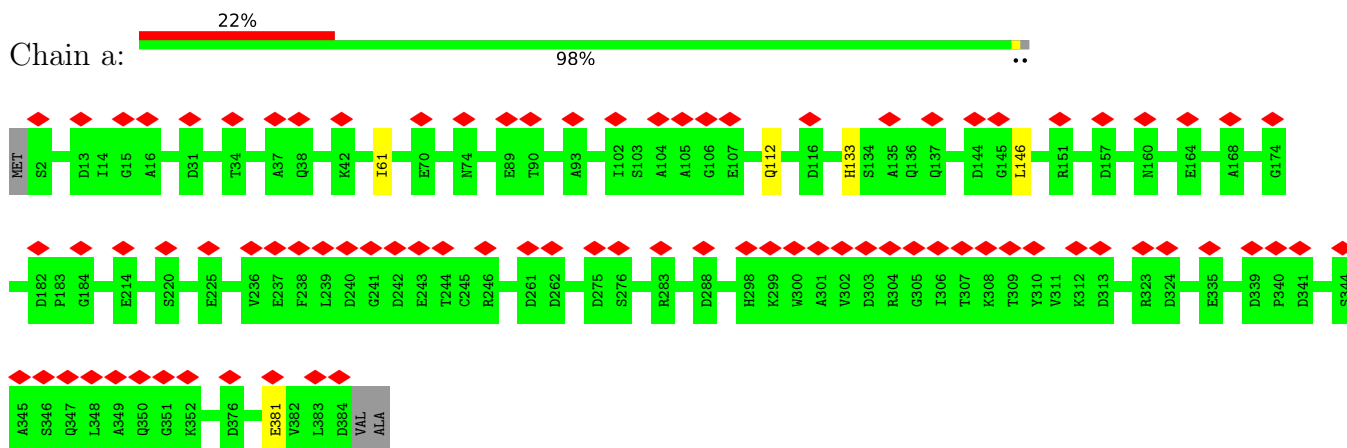 22%
Chain a:
98%
••
MET S2 D13 I14 G15 A16 D31 T34 A37 Q38 K42 I61 E70 N74 E89 T90 A93 I102 S103 A104 A105 G106 E107 Q112 D116 H133 S134 A135 Q136 Q137 D144 G145 L146 R151 D157 N160 E164 A168 G174
D182 P183 G184 E214 S220 E225 V236 E237 F238 L239 D240 G241 D242 E243 T244 C245 R246 D261 D262 D275 S276 R283 D288 H298 K299 W300 A301 V302 D303 R304 G305 I306 T307 K308 T309 Y310 V311 K312 D313 R323 D324 E335 D339 P340 D341 S344
A345 S346 Q347 L348 A349 Q350 G351 K352 D376 E381 V382 L383 D384 VAL ALA